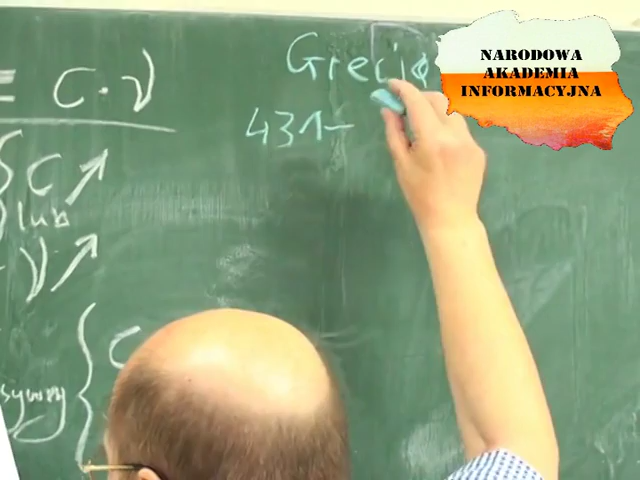 NARODOWA
AKADEMIA
INFORMACYJNA
Grecja
= C · V
431-
C
lub
V
C